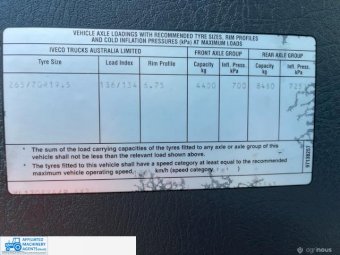 VEHICLE AXLE LOADINGS WITH RECOMMENDED TYRE SIZES, RIM PROFILES
AND COLD INFLATION PRESSURES (kPa) AT MAXIMUM LOADS
IVECO TRUCKS AUSTRALIA LIMITED FRONT AXLE GROUP REAR AXLE GROUP
Tyre Size Load Index Rim Profile Capacity kg Infl. Press. kPa Capacity kg Infl. Press. kPa
265/70R19.5 136/134 6.75 4400 700 8480 725
* The sum of the load carrying capacities of the tyres fitted to any axle or axle group of this
vehicle shall not be less than the relevant load shown above.
* The tyres fitted to this vehicle shall have a speed category at least equal to the recommended
maximum vehicle operating speed. km/h (speed category )
AFFILIATED
MACHINERY
AGENTS
agrinous